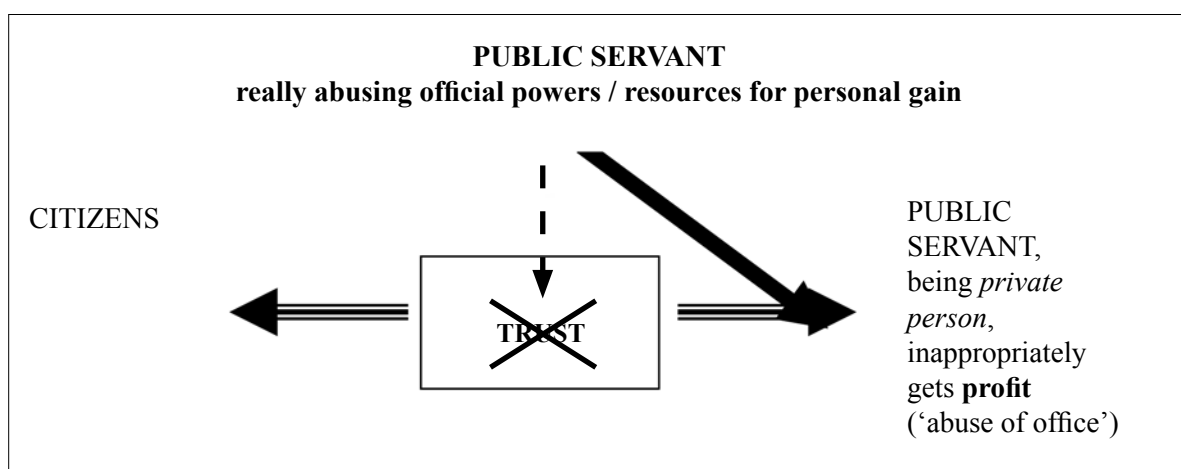 PUBLIC SERVANT
really abusing official powers / resources for personal gain
CITIZENS
TRUST
PUBLIC
SERVANT,
being private
person,
inappropriately
gets profit
(‘abuse of office’)